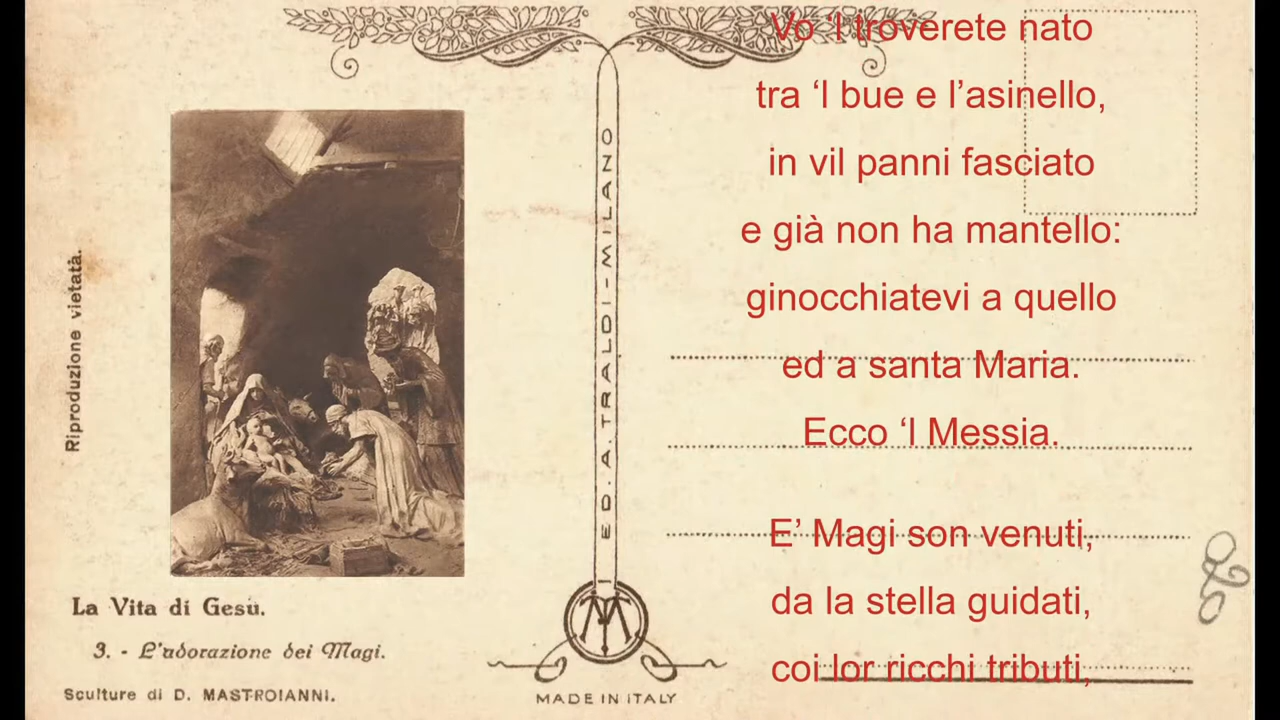 Riproduzione vietata.
La Vita di Gesù.
3. - L'adorazione dei Magi.
Sculture di D. MASTROIANNI.
ED. A. TRALDI - MILANO
MADE IN ITALY
Vo 'l troverete nato
tra ‘l bue e l’asinello,
in vil panni fasciato
e già non ha mantello:
ginocchiatevi a quello
ed a santa Maria.
Ecco ‘l Messia.
E’ Magi son venuti,
da la stella guidati,
coi lor ricchi tributi,